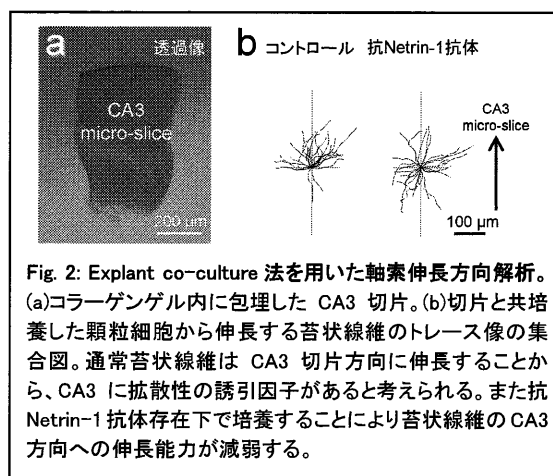 a
透過像
CA3
micro-slice
200 μm
b コントロール 抗Netrin-1抗体
CA3
micro-slice
100 μm
Fig. 2: Explant co-culture 法を用いた軸索伸長方向解析。
(a)コラーゲンゲル内に包埋した CA3 切片。(b)切片と共培
養した顆粒細胞から伸長する苔状線維のトレース像の集
合図。通常苔状線維は CA3 切片方向に伸長することか
ら、CA3 に拡散性の誘引因子があると考えられる。また抗
Netrin-1 抗体存在下で培養することにより苔状線維の CA3
方向への伸長能力が減弱する。